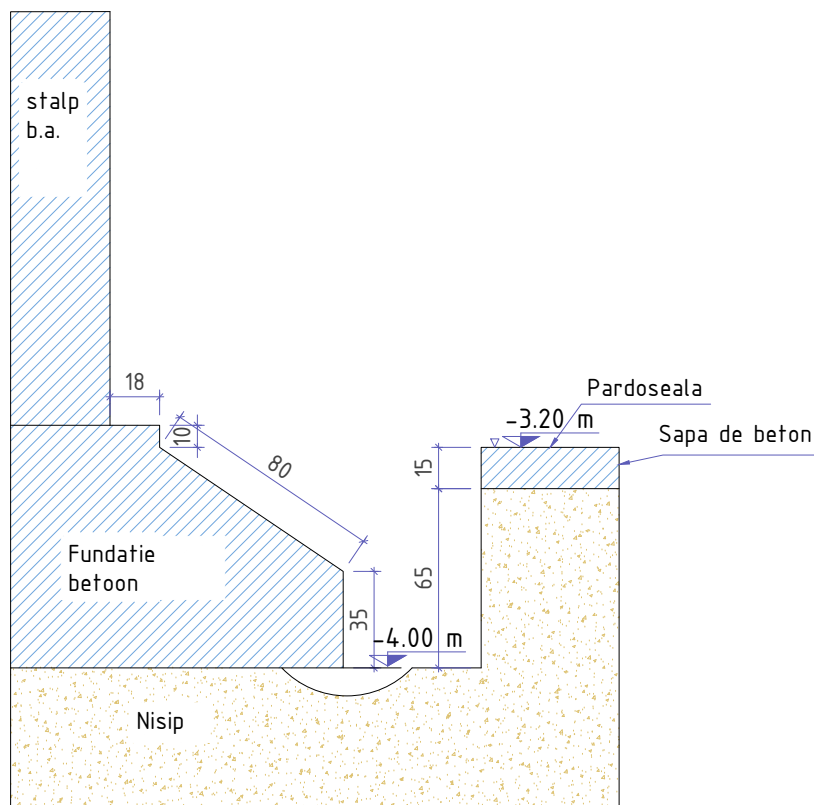 stalp
b.a.
18
10
80
Pardoseala
-3.20 m
Sapa de beton
15
65
Fundatie
betoon
35
-4.00 m
Nisip